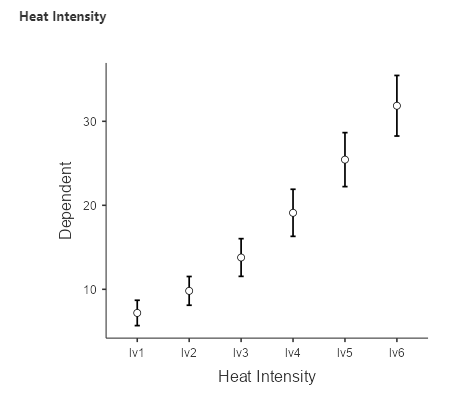 Heat Intensity
30
20
10
Dependent
lv1 lv2 lv3 lv4 lv5 lv6
Heat Intensity